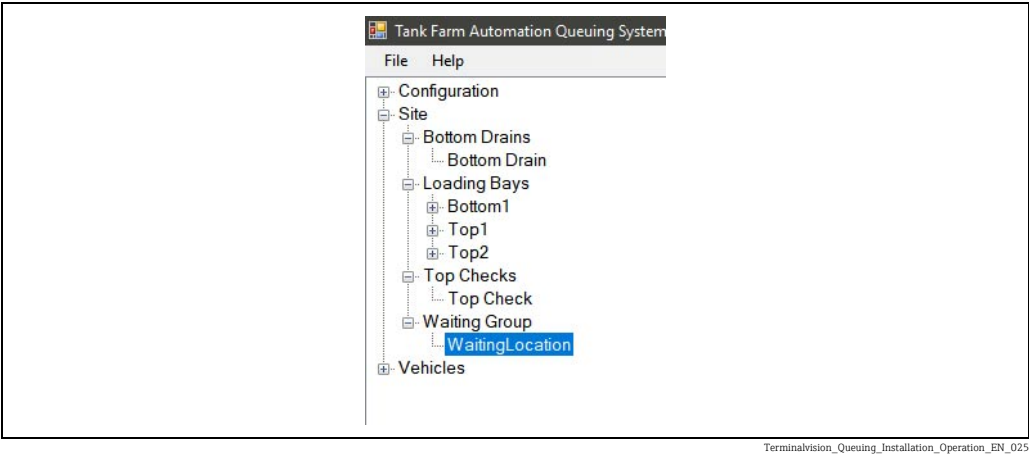 Tank Farm Automation Queuing System
File Help
Configuration
Site
Bottom Drains
Bottom Drain
Loading Bays
Bottom1
Top1
Top2
Top Checks
Top Check
Waiting Group
WaitingLocation
Vehicles
Terminalvision_Queuing_Installation_Operation_EN_025